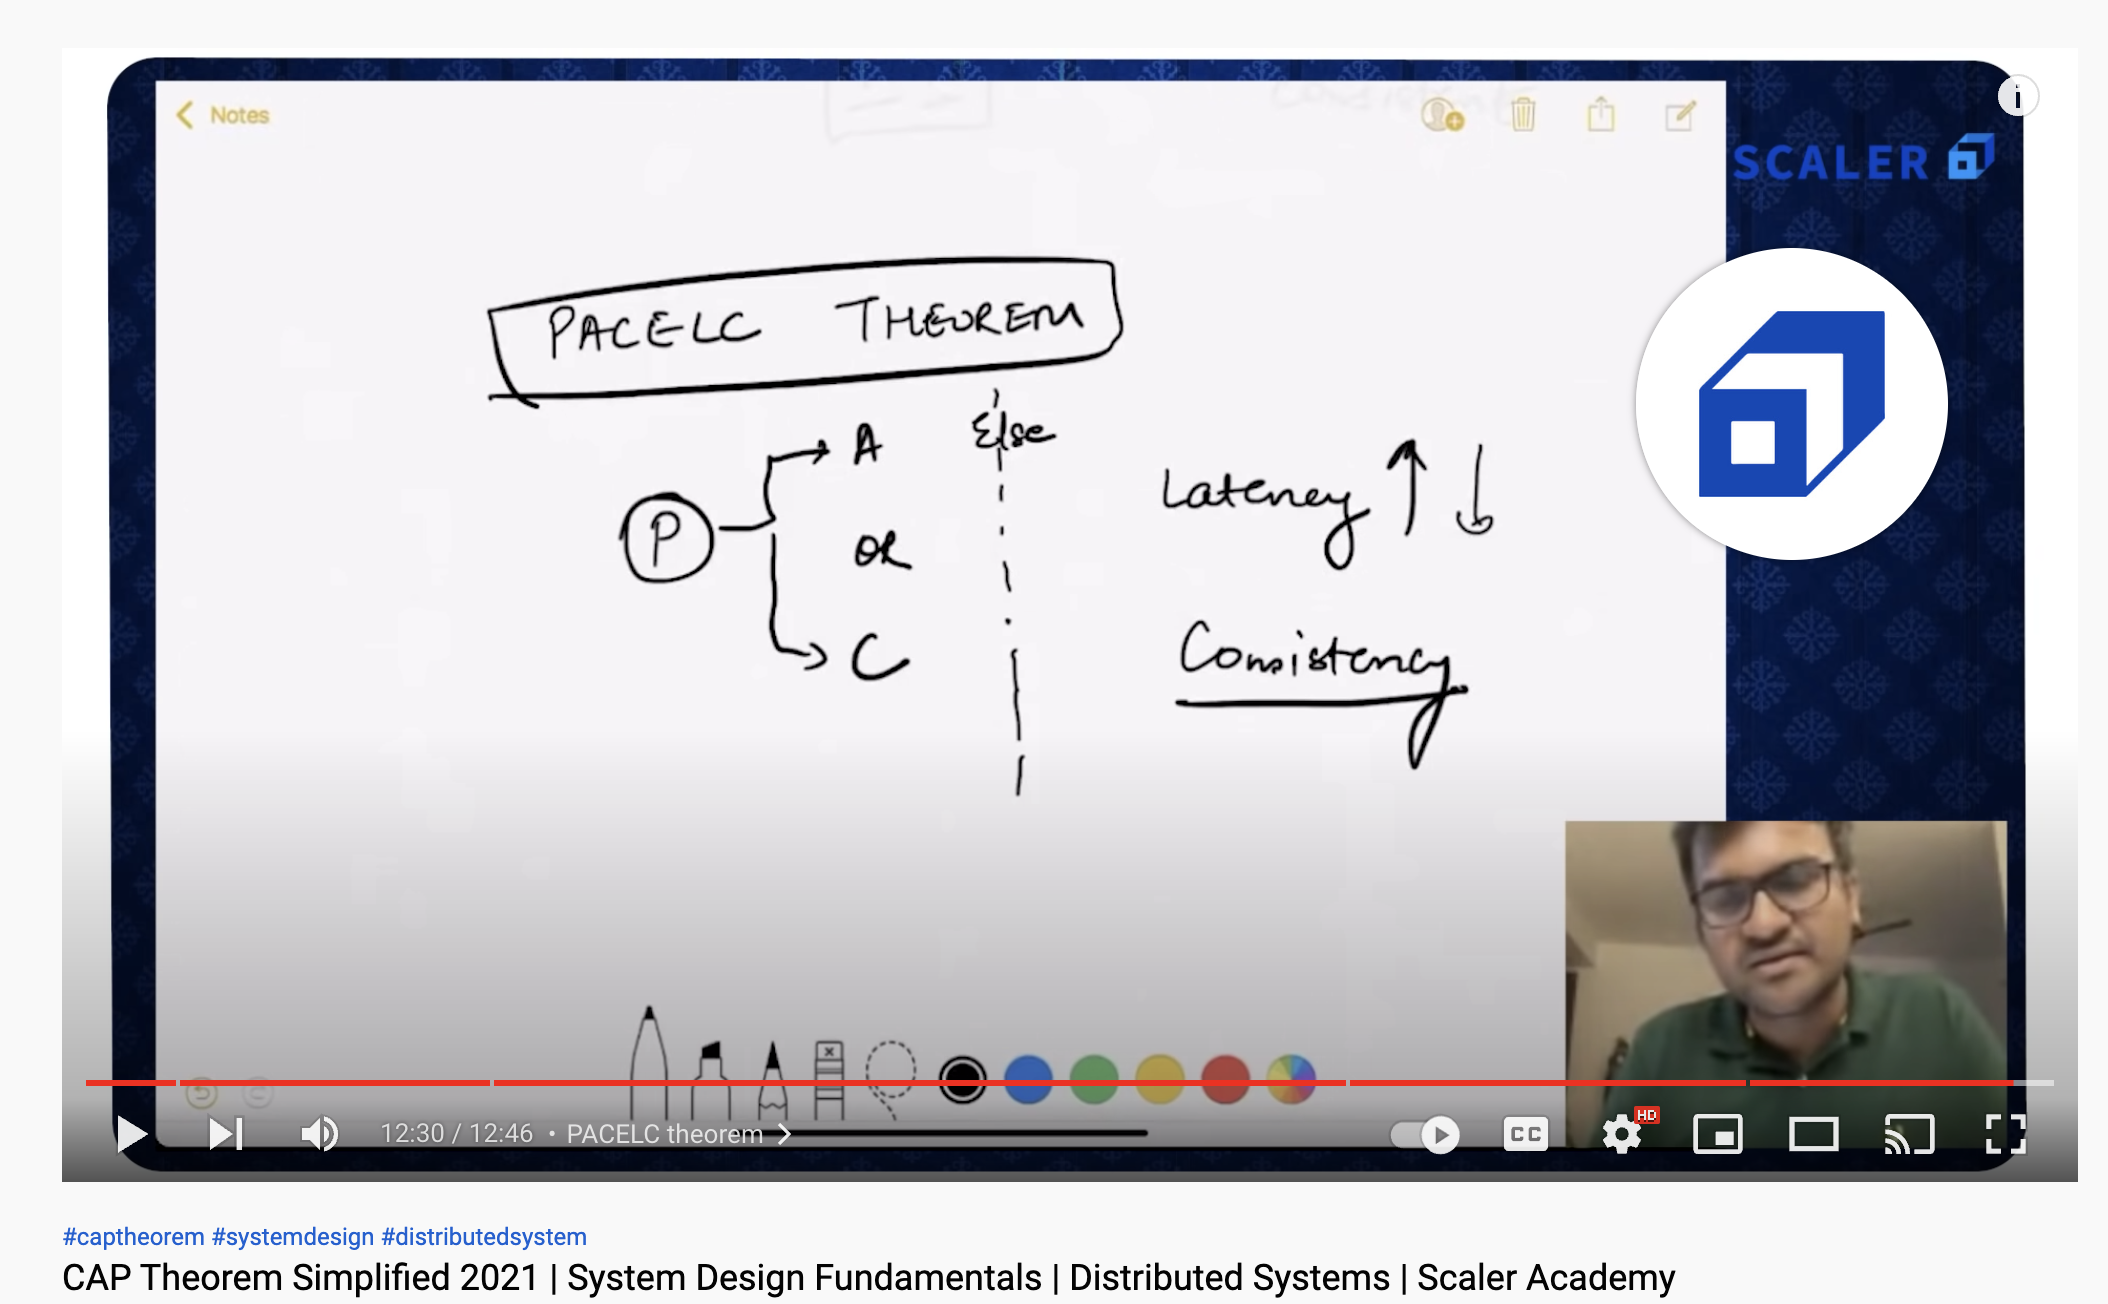 Notes
SCALER
PACELC THEOREM
A
Else
P
OR
C
Latency
Consistency
12:30 / 12:46 • PACELC theorem
CC
HD
#captheorem #systemdesign #distributedsystem
CAP Theorem Simplified 2021 | System Design Fundamentals | Distributed Systems | Scaler Academy